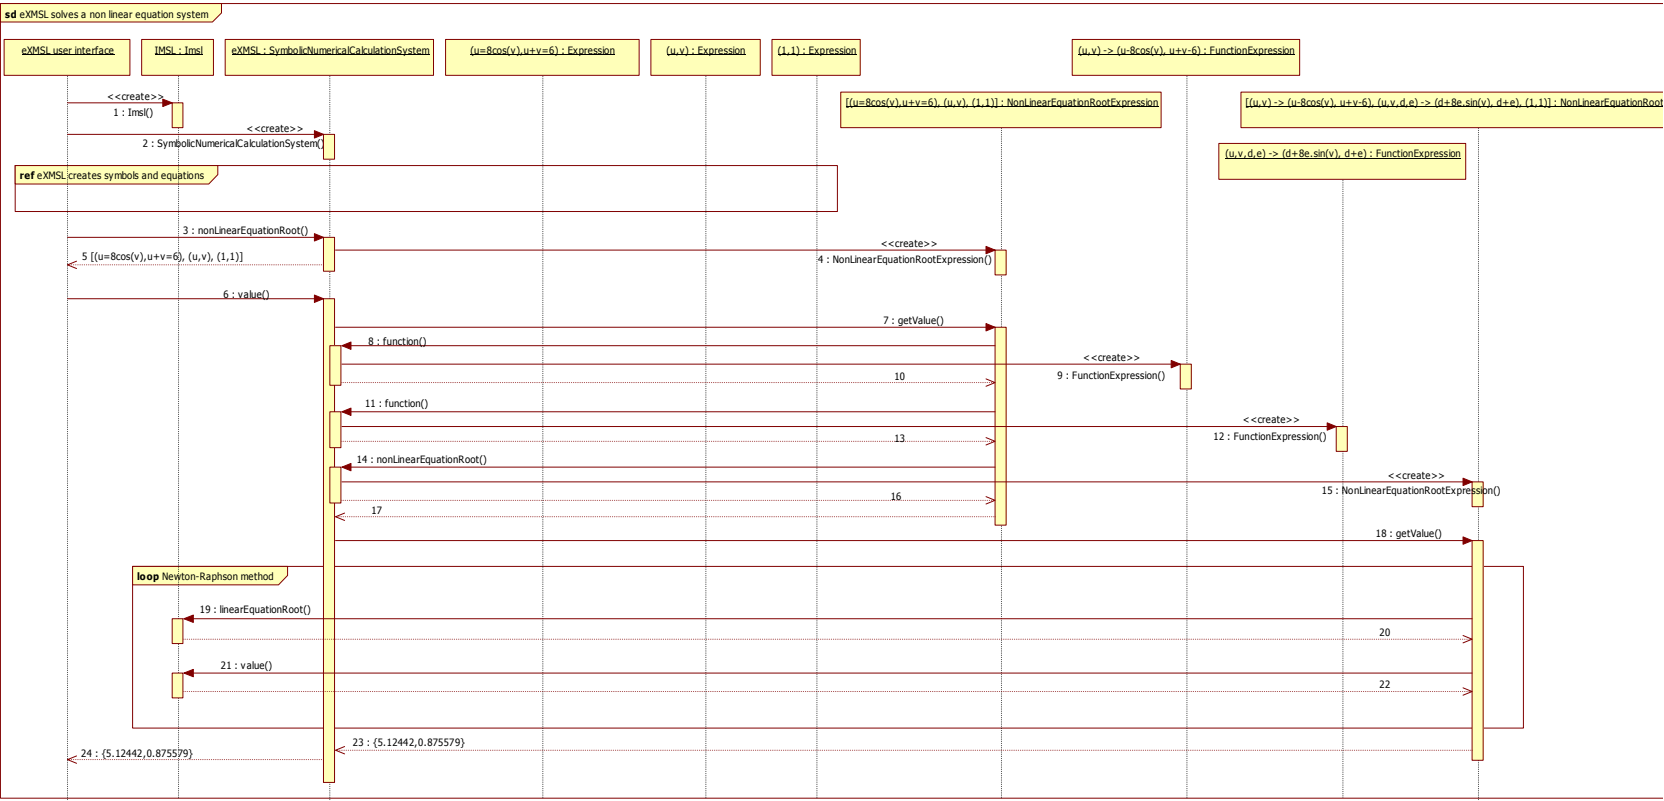 sd eXMSL solves a non linear equation system
eXMSL user interface
IMSL : Imsl
eXMSL : SymbolicNumericalCalculationSystem
(u=8cos(v),u+v=6) : Expression
(u,v) : Expression
(1,1) : Expression
(u,v) -> (u-8cos(v), u+v-6) : FunctionExpression
[(u=8cos(v),u+v=6), (u,v), (1,1)] : NonLinearEquationRootExpression
[(u,v) -> (u-8cos(v), u+v-6), (u,v,d,e) -> (d+8e.sin(v), d+e), (1,1)] : NonLinearEquationRoot
(u,v,d,e) -> (d+8e.sin(v), d+e) : FunctionExpression
<<create>>
1 : Imsl()
<<create>>
2 : SymbolicNumericalCalculationSystem()
ref eXMSL creates symbols and equations
3 : nonLinearEquationRoot()
<<create>>
4 : NonLinearEquationRootExpression()
5 [(u=8cos(v),u+v=6), (u,v), (1,1)]
6 : value()
7 : getValue()
8 : function()
<<create>>
9 : FunctionExpression()
10
11 : function()
<<create>>
12 : FunctionExpression()
13
14 : nonLinearEquationRoot()
<<create>>
15 : NonLinearEquationRootExpression()
16
17
18 : getValue()
loop Newton-Raphson method
19 : linearEquationRoot()
20
21 : value()
22
23 : {5.12442,0.875579}
24 : {5.12442,0.875579}